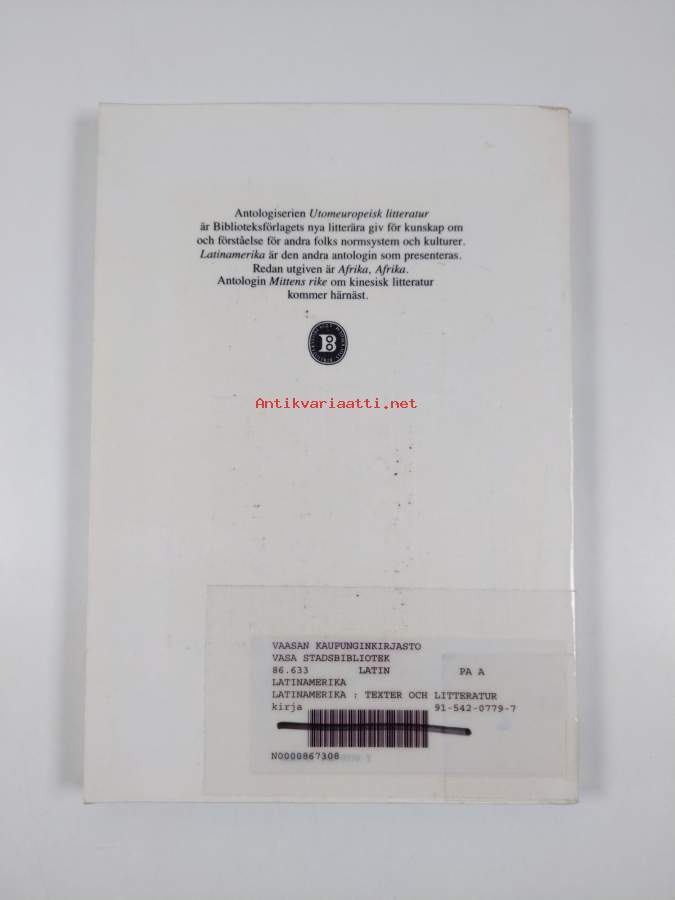 Antologiserien Utomeuropeisk litteratur
är Biblioteksförlagets nya litterära giv för kunskap om
och förståelse för andra folks normsystem och kulturer.
Latinamerika är den andra antologin som presenteras.
Redan utgiven är Afrika, Afrika.
Antologin Mittens rike om kinesisk litteratur
kommer härnäst.
B
Antikvariaatti.net
VAASAN KAUPUNGINKIRJASTO
VASA STADSBIBLIOTEK
86.633 LATIN PA A
LATINAMERIKA
LATINAMERIKA : TEXTER OCH LITTERATUR
kirja 91-542-0779-7
N0000867308